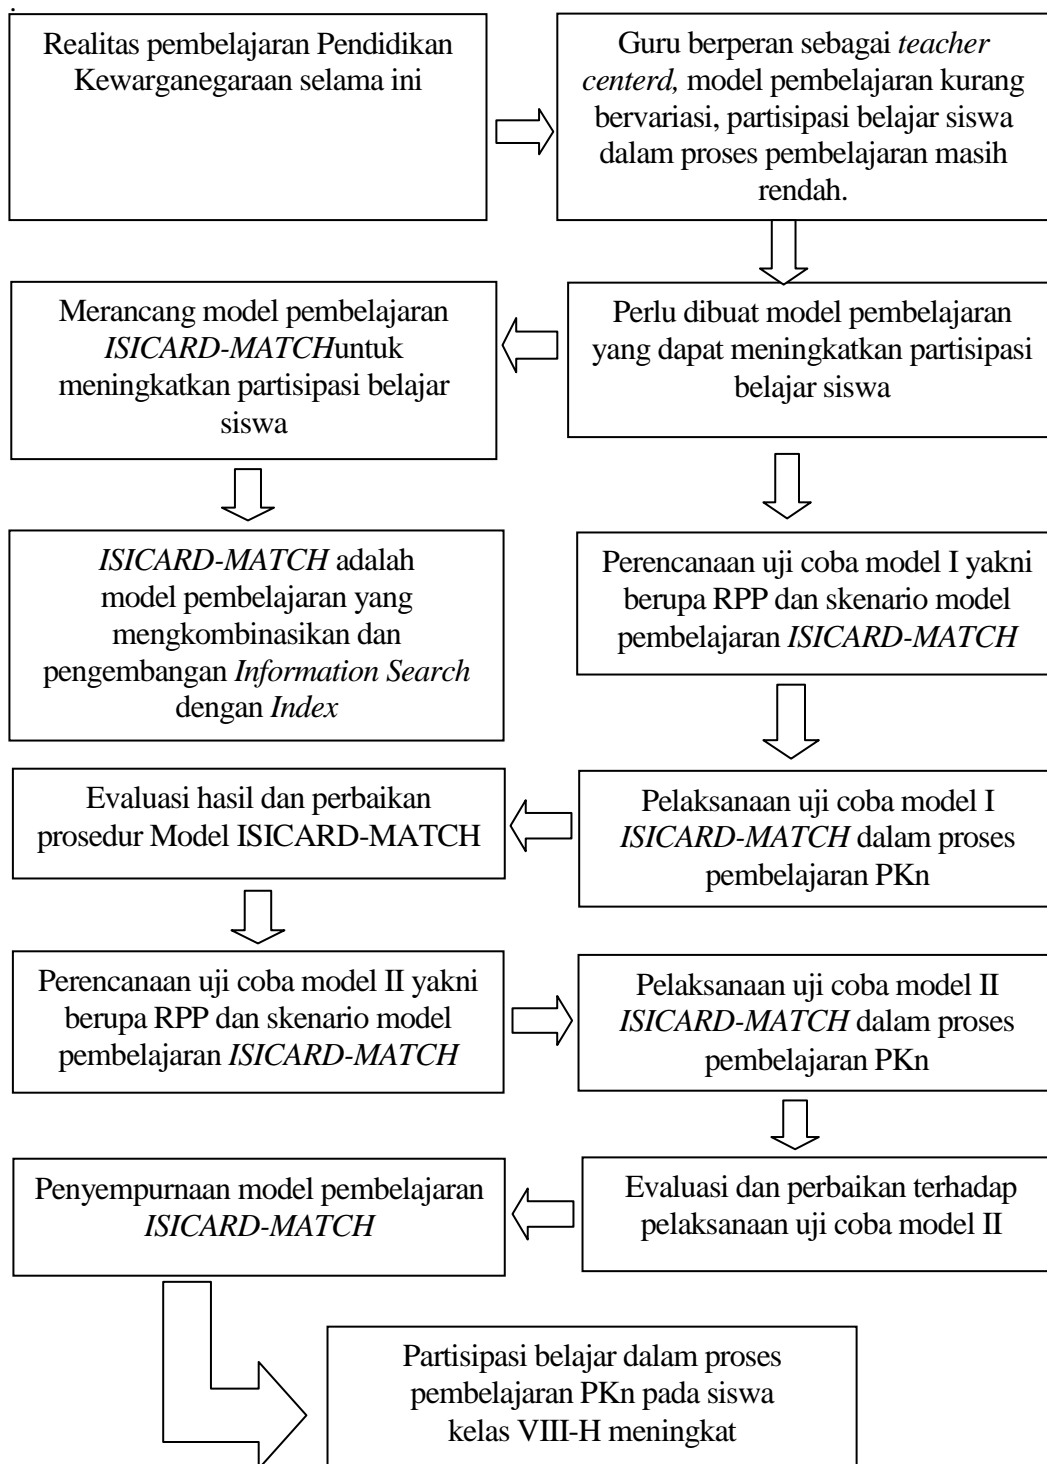 .
Realitas pembelajaran Pendidikan
Kewarganegaraan selama ini
Guru berperan sebagai teacher
centerd, model pembelajaran kurang
bervariasi, partisipasi belajar siswa
dalam proses pembelajaran masih
rendah.
Merancang model pembelajaran
ISICARD-MATCHuntuk
meningkatkan partisipasi belajar
siswa
Perlu dibuat model pembelajaran
yang dapat meningkatkan partisipasi
belajar siswa
ISICARD-MATCH adalah
model pembelajaran yang
mengkombinasikan dan
pengembangan Information Search
dengan Index
Perencanaan uji coba model I yakni
berupa RPP dan skenario model
pembelajaran ISICARD-MATCH
Evaluasi hasil dan perbaikan
prosedur Model ISICARD-MATCH
Pelaksanaan uji coba model I
ISICARD-MATCH dalam proses
pembelajaran PKn
Perencanaan uji coba model II yakni
berupa RPP dan skenario model
pembelajaran ISICARD-MATCH
Pelaksanaan uji coba model II
ISICARD-MATCH dalam proses
pembelajaran PKn
Penyempurnaan model pembelajaran
ISICARD-MATCH
Evaluasi dan perbaikan terhadap
pelaksanaan uji coba model II
Partisipasi belajar dalam proses
pembelajaran PKn pada siswa
kelas VIII-H meningkat